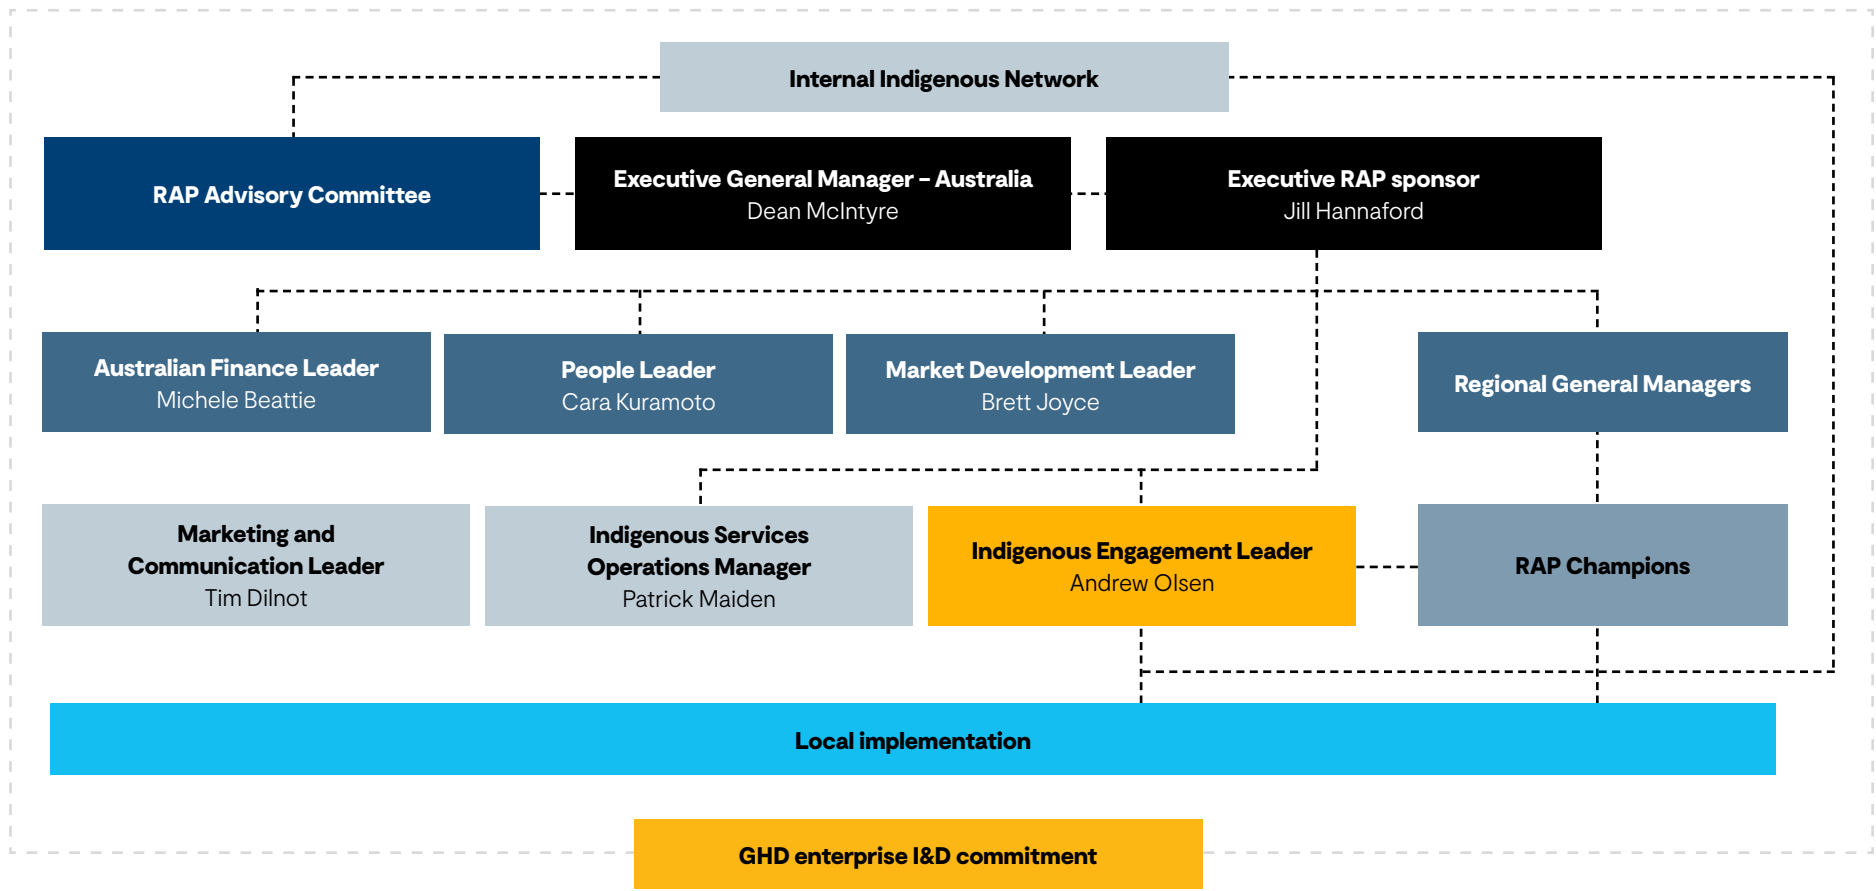 Internal Indigenous Network
RAP Advisory Committee
Executive General Manager – Australia
Dean McIntyre
Executive RAP sponsor
Jill Hannaford
Australian Finance Leader
Michele Beattie
People Leader
Cara Kuramoto
Market Development Leader
Brett Joyce
Regional General Managers
Marketing and
Communication Leader
Tim Dilnot
Indigenous Services
Operations Manager
Patrick Maiden
Indigenous Engagement Leader
Andrew Olsen
RAP Champions
Local implementation
GHD enterprise I&D commitment